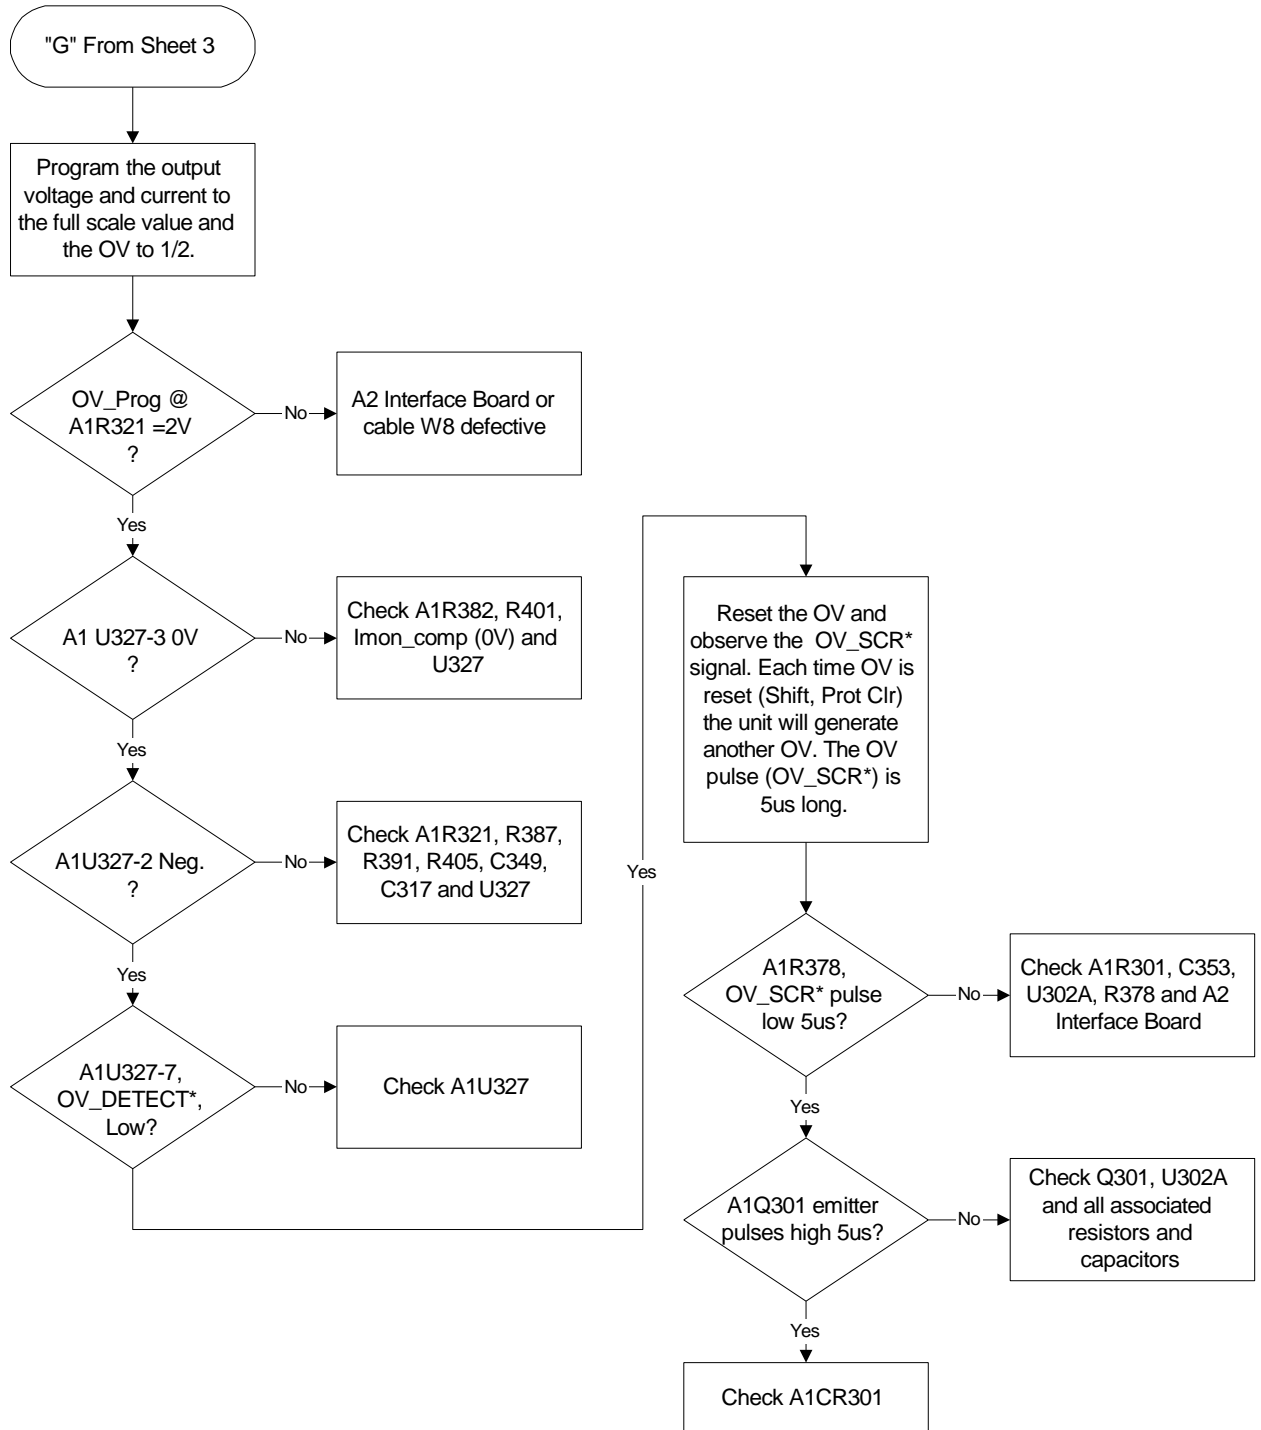 "G" From Sheet 3
Program the output
voltage and current to
the full scale value and
the OV to 1/2.
OV_Prog @
A1R321 =2V
?
No
A2 Interface Board or
cable W8 defective
Yes
A1 U327-3 0V
?
No
Check A1R382, R401,
Imon_comp (0V) and
U327
Yes
A1U327-2 Neg.
?
No
Check A1R321, R387,
R391, R405, C349,
C317 and U327
Yes
A1U327-7,
OV_DETECT*,
Low?
No
Check A1U327
Yes
Reset the OV and
observe the OV_SCR*
signal. Each time OV is
reset (Shift, Prot Clr)
the unit will generate
another OV. The OV
pulse (OV_SCR*) is
5us long.
A1R378,
OV_SCR* pulse
low 5us?
No
Check A1R301, C353,
U302A, R378 and A2
Interface Board
Yes
A1Q301 emitter
pulses high 5us?
No
Check Q301, U302A
and all associated
resistors and
capacitors
Yes
Check A1CR301